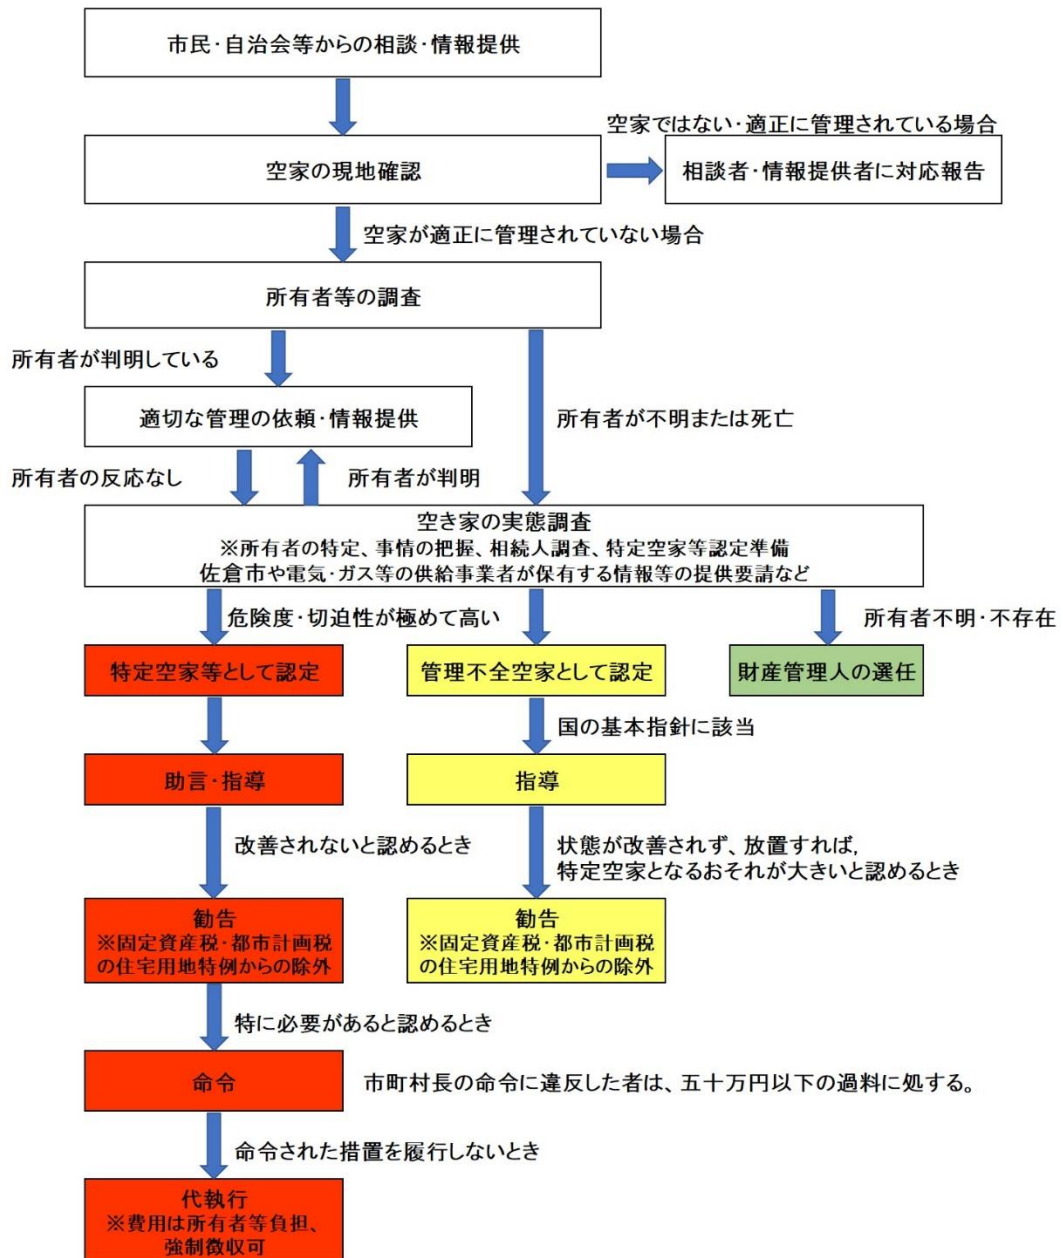 市民・自治会等からの相談・情報提供
空家ではない・適正に管理されている場合
空家の現地確認
相談者・情報提供者に対応報告
空家が適正に管理されていない場合
所有者等の調査
所有者が判明している
適切な管理の依頼・情報提供
所有者が不明または死亡
所有者の反応なし
所有者が判明
空き家の実態調査
※所有者の特定、事情の把握、相続人調査、特定空家等認定準備
佐倉市や電気・ガス等の供給事業者が保有する情報等の提供要請など
危険度・切迫性が極めて高い
所有者不明・不存在
特定空家等として認定
管理不全空家として認定
財産管理人の選任
国の基本指針に該当
助言・指導
指導
改善されないと認めるとき
状態が改善されず、放置すれば,
特定空家となるおそれが大きいと認めるとき
勧告
※固定資産税・都市計画税
の住宅用地特例からの除外
勧告
※固定資産税・都市計画税
の住宅用地特例からの除外
特に必要があると認めるとき
命令
市町村長の命令に違反した者は、五十万円以下の過料に処する。
命令された措置を履行しないとき
代執行
※費用は所有者等負担、
強制徴収可